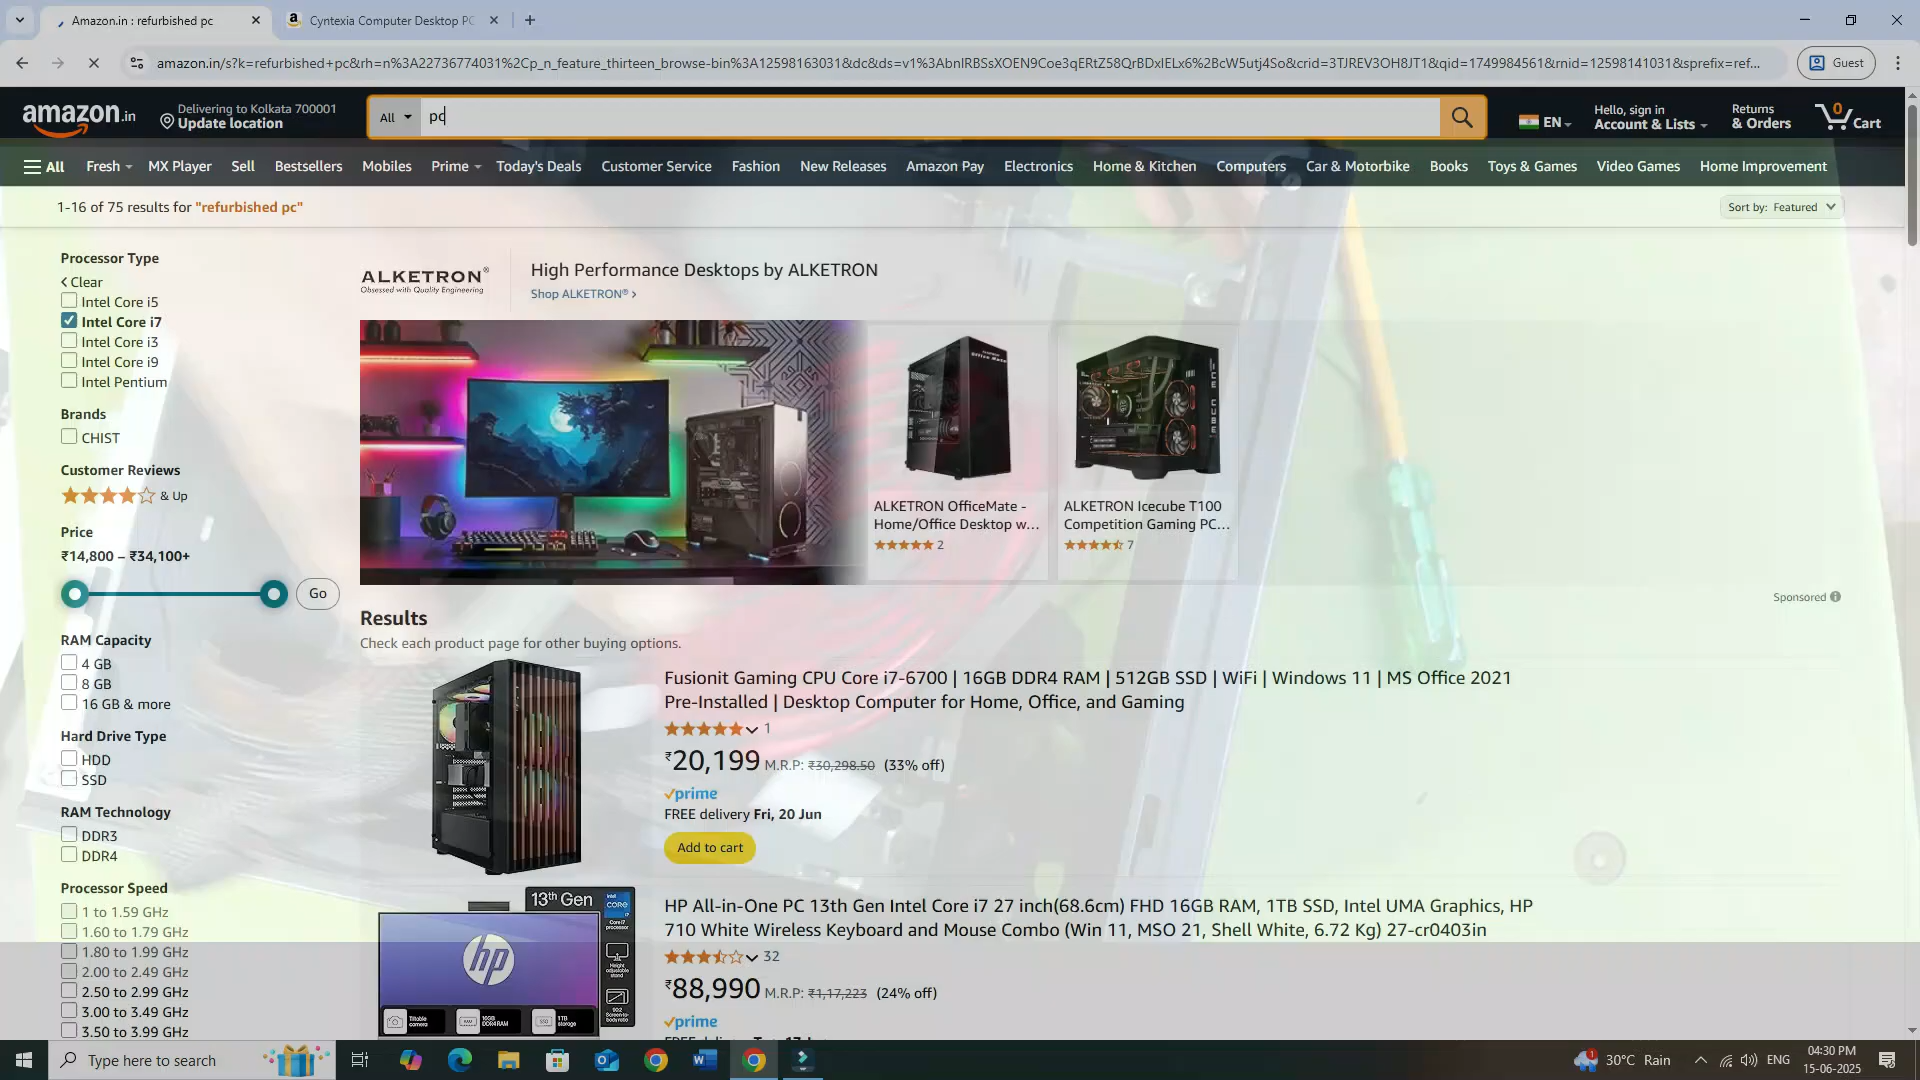 Amazon.in : refurbished pc
Cyntexia Computer Desktop PC
amazon.in/s?k=refurbished+pc&rh=n%3A22736774031%2Cp_n_feature_thirteen_browse-bin%3A12598163031&dc&ds=v1%3AbnIRBSsXOEN9Coe3qERtZ58QrBDxlELx6%2BcW5utj4So&crid=3TJREV3OH8JT1&qid=1749984561&rnid=12598141031&sprefix=ref...
Guest
amazon.in
Delivering to Kolkata 700001
Update location
All
pc
EN
Hello, sign in
Account & Lists
Returns
& Orders
0
Cart
All Fresh MX Player Sell Bestsellers Mobiles Prime Today's Deals Customer Service Fashion New Releases Amazon Pay Electronics Home & Kitchen Computers Car & Motorbike Books Toys & Games Video Games Home Improvement
1-16 of 75 results for "refurbished pc"
Sort by: Featured
Processor Type
Clear
Intel Core i5
Intel Core i7
Intel Core i3
Intel Core i9
Intel Pentium
Brands
CHIST
Customer Reviews
& Up
Price
₹14,800 – ₹34,100+
Go
RAM Capacity
4 GB
8 GB
16 GB & more
Hard Drive Type
HDD
SSD
RAM Technology
DDR3
DDR4
Processor Speed
1 to 1.59 GHz
1.60 to 1.79 GHz
1.80 to 1.99 GHz
2.00 to 2.49 GHz
2.50 to 2.99 GHz
3.00 to 3.49 GHz
3.50 to 3.99 GHz
ALKETRON®
Obsessed with Quality Engineering
High Performance Desktops by ALKETRON
Shop ALKETRON® ›
ICE CUBE
ALKETRON OfficeMate -
Home/Office Desktop w...
2
ALKETRON Icecube T100
Competition Gaming PC...
7
Sponsored
Results
Check each product page for other buying options.
Fusionit Gaming CPU Core i7-6700 | 16GB DDR4 RAM | 512GB SSD | WiFi | Windows 11 | MS Office 2021
Pre-Installed | Desktop Computer for Home, Office, and Gaming
1
₹20,199 M.R.P: ₹30,298.50 (33% off)
prime
FREE delivery Fri, 20 Jun
Add to cart
13th Gen
intel
CORE
hp
HP All-in-One PC 13th Gen Intel Core i7 27 inch(68.6cm) FHD 16GB RAM, 1TB SSD, Intel UMA Graphics, HP
710 White Wireless Keyboard and Mouse Combo (Win 11, MSO 21, Shell White, 6.72 Kg) 27-cr0403in
32
₹88,990 M.R.P: ₹1,17,223 (24% off)
prime
Type here to search
1
30°C Rain
ENG
04:30 PM
15-06-2025